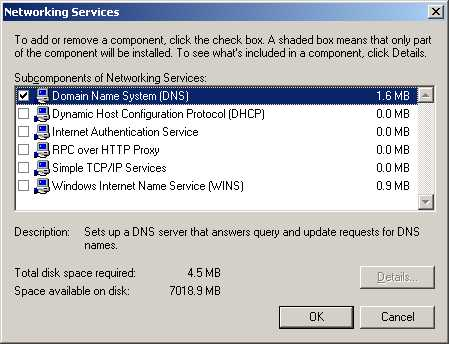 Networking Services
To add or remove a component, click the check box. A shaded box means that only part
of the component will be installed. To see what's included in a component, click Details.
Subcomponents of Networking Services:
Domain Name System (DNS) 1.6 MB
Dynamic Host Configuration Protocol (DHCP) 0.0 MB
Internet Authentication Service 0.0 MB
RPC over HTTP Proxy 0.0 MB
Simple TCP/IP Services 0.0 MB
Windows Internet Name Service (WINS) 0.9 MB
Description: Sets up a DNS server that answers query and update requests for DNS
names.
Total disk space required: 4.5 MB
Space available on disk: 7018.9 MB
Details...
OK Cancel